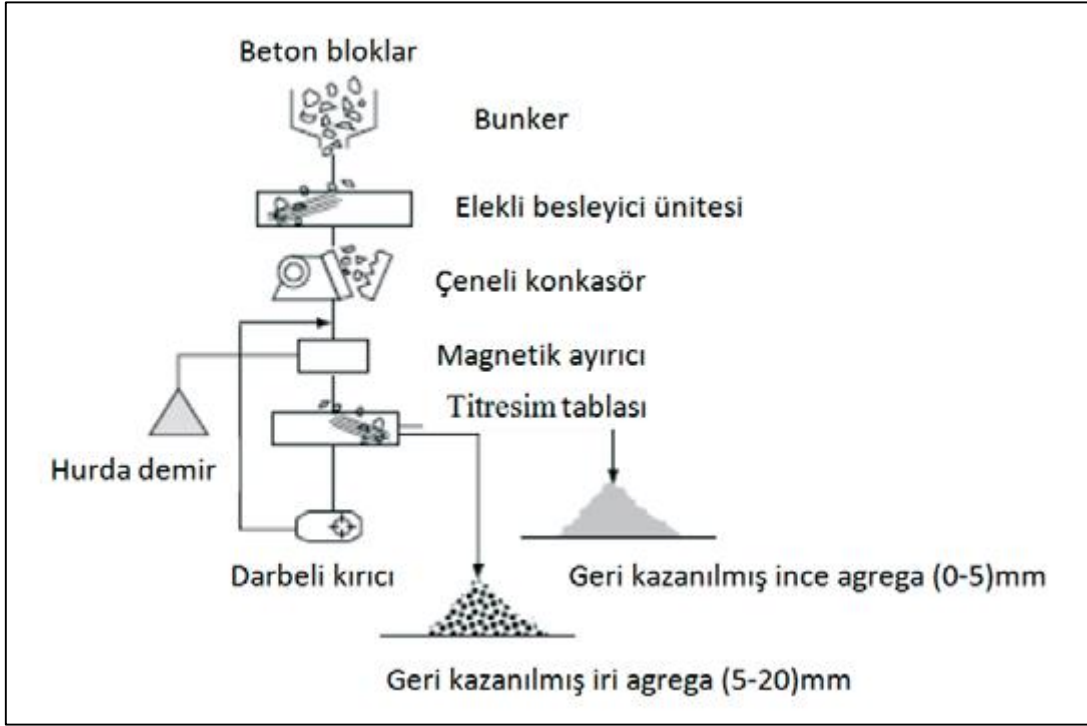 Beton bloklar
Bunker
Elekli besleyici ünitesi
Çeneli konkasör
Magnetik ayırıcı
Titresim tablası
Hurda demir
Darbeli kırıcı
Geri kazanılmış ince agrega (0-5)mm
Geri kazanılmış iri agrega (5-20)mm